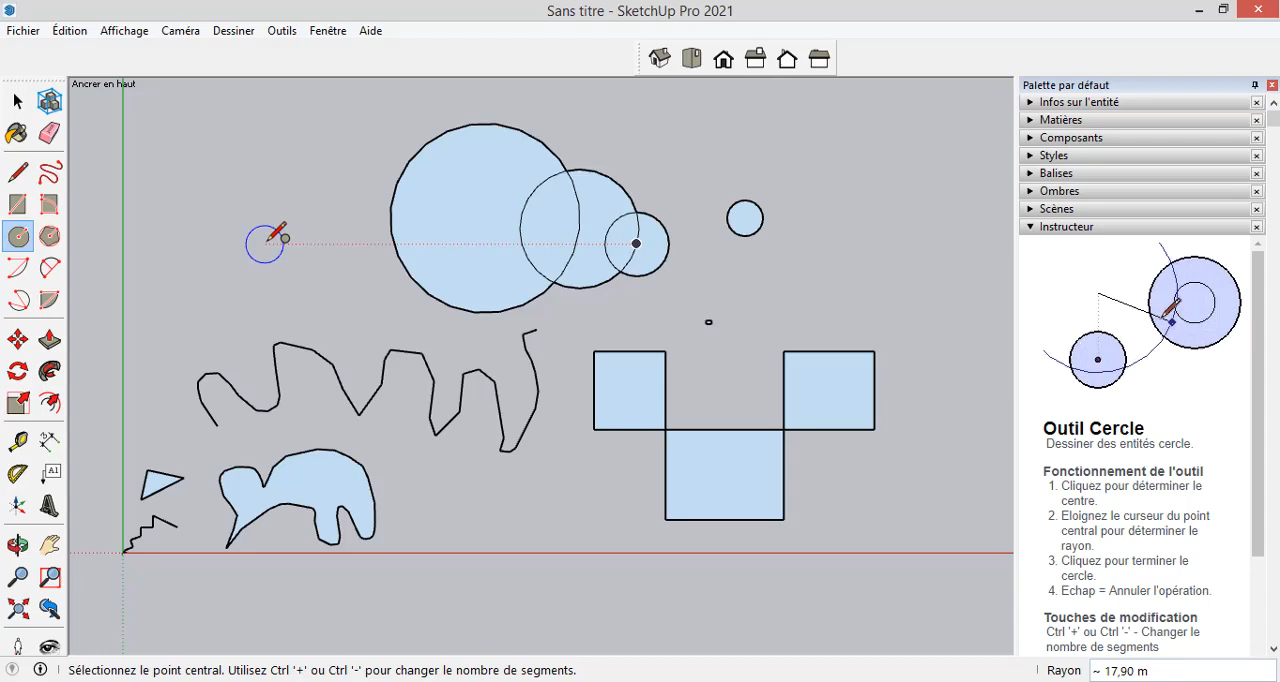 Sans titre - SketchUp Pro 2021
Fichier Édition Affichage Caméra Dessiner Outils Fenêtre Aide
Ancrer en haut
Palette par défaut
Infos sur l'entité
Matières
Composants
Styles
Balises
Ombres
Scènes
Instructeur
A1
Outil Cercle
Dessiner des entités cercle.
Fonctionnement de l'outil
1. Cliquez pour déterminer le
centre.
2. Eloignez le curseur du point
central pour déterminer le
rayon.
3. Cliquez pour terminer le
cercle.
4. Echap = Annuler l'opération.
Touches de modification
Ctrl '+' ou Ctrl '-' - Changer le
nombre de segments
Sélectionnez le point central. Utilisez Ctrl '+' ou Ctrl '-' pour changer le nombre de segments.
Rayon ~ 17,90 m